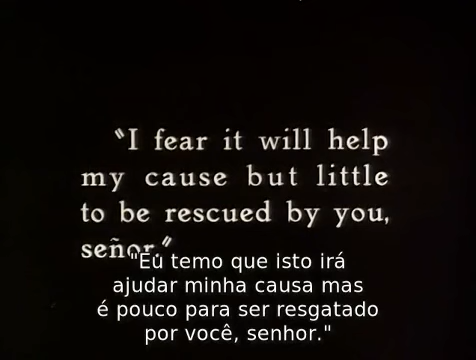 "I fear it will help
my cause but little
to be rescued by you,
señor."
"Eu temo que isto irá
ajudar minha causa mas
é pouco para ser resgatado
por você, senhor."